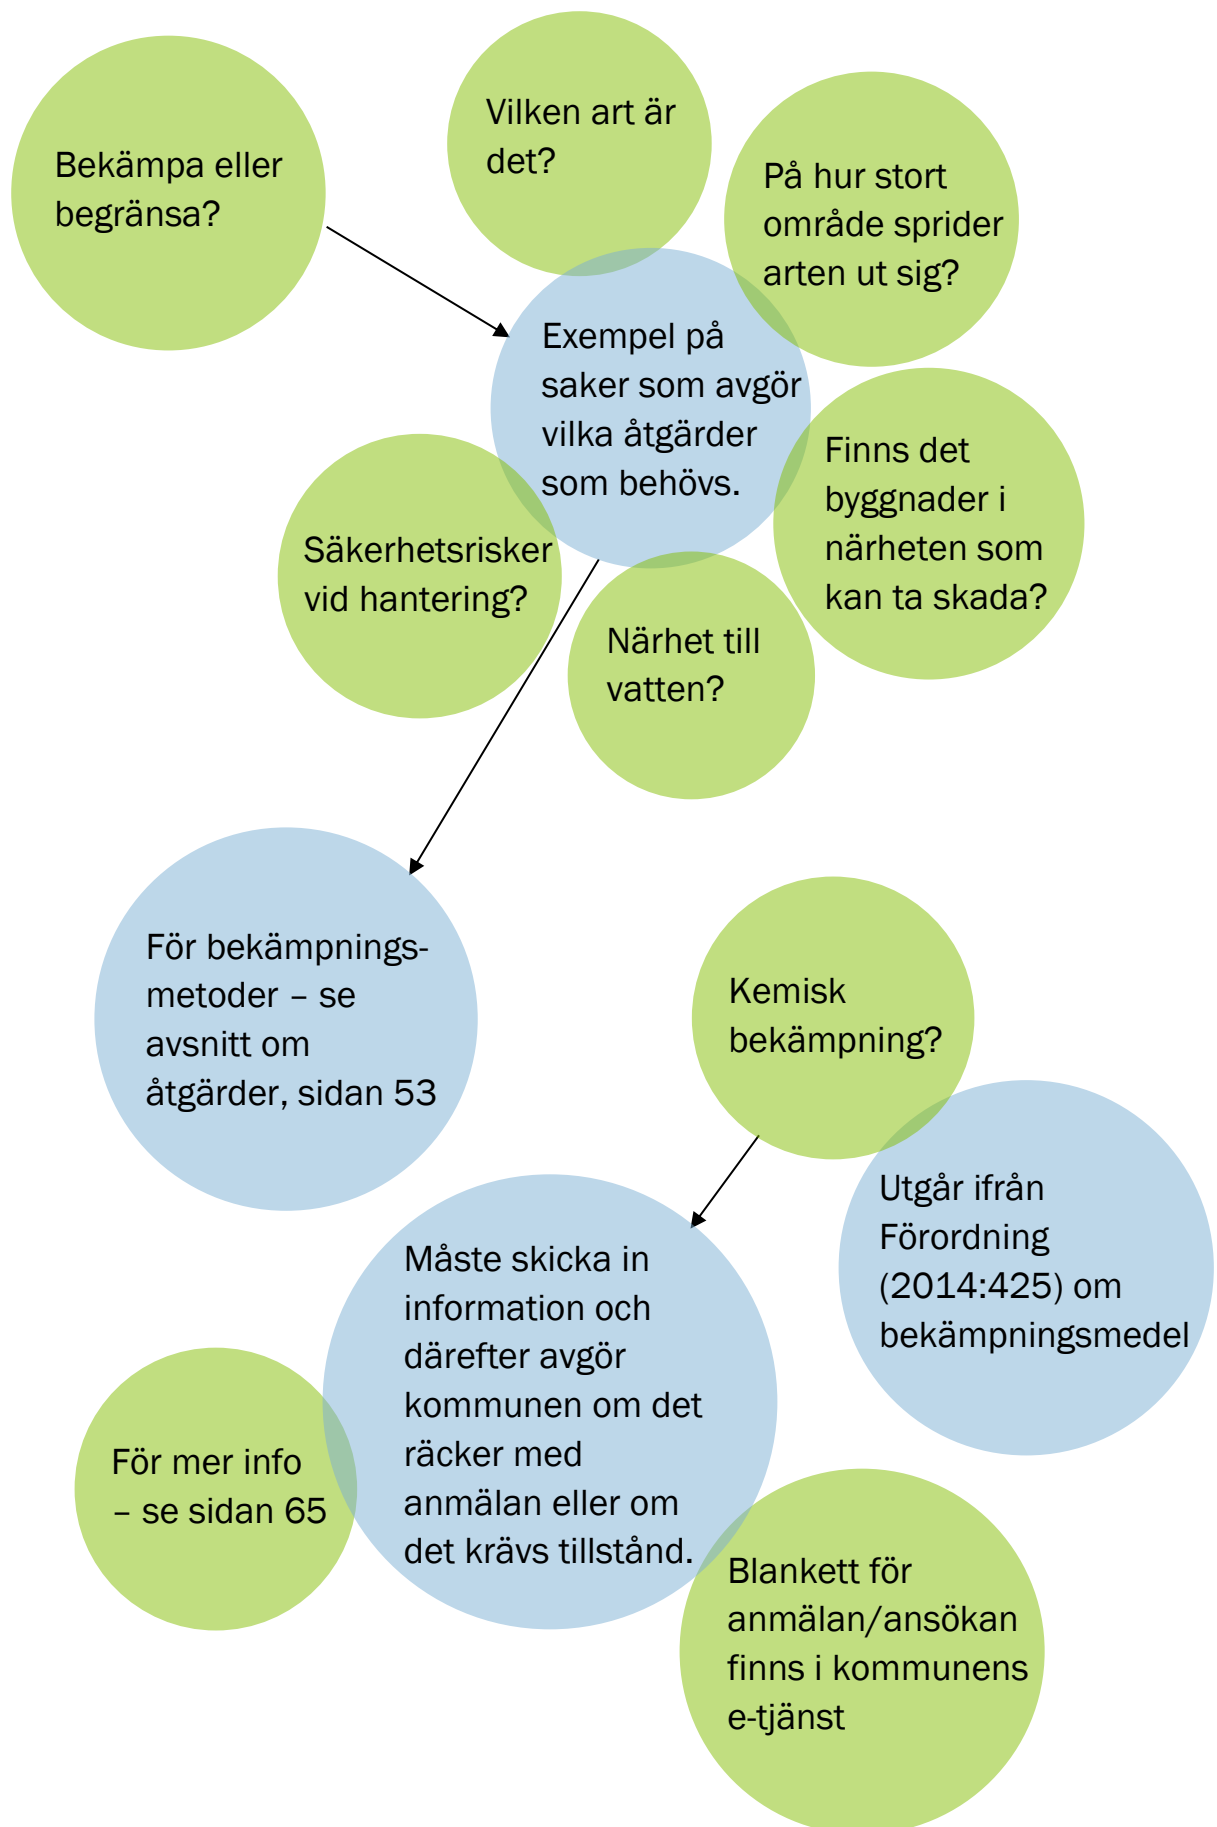 Bekämpa eller
begränsa?
Vilken art är
det?
På hur stort
område sprider
arten ut sig?
Exempel på
saker som avgör
vilka åtgärder
som behövs.
Finns det
byggnader i
närheten som
kan ta skada?
Säkerhetsrisker
vid hantering?
Närhet till
vatten?
För bekämpnings-
metoder – se
avsnitt om
åtgärder, sidan 53
Kemisk
bekämpning?
Utgår ifrån
Förordning
(2014:425) om
bekämpningsmedel
Måste skicka in
information och
därefter avgör
kommunen om det
räcker med
anmälan eller om
det krävs tillstånd.
För mer info
– se sidan 65
Blankett för
anmälan/ansökan
finns i kommunens
e-tjänst